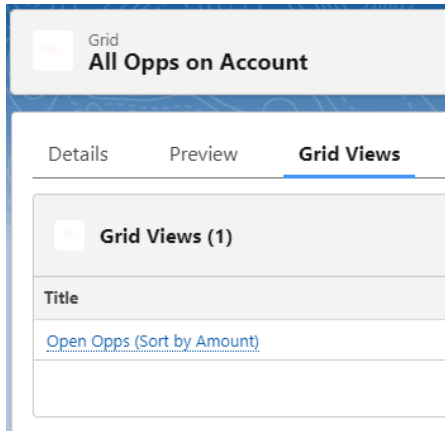 Grid
All Opps on Account
Details Preview Grid Views
Grid Views (1)
Title
Open Opps (Sort by Amount)